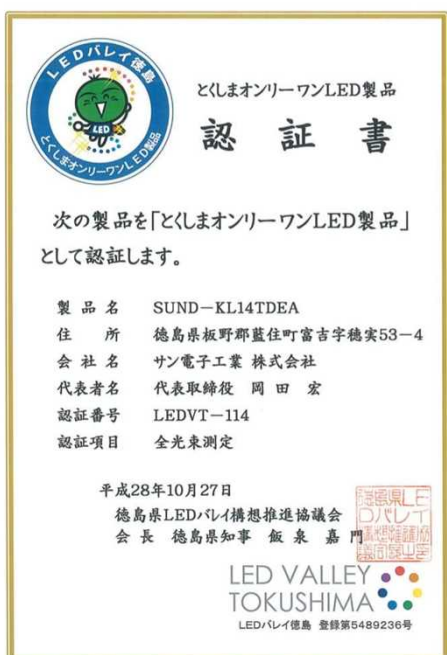 LEDバレイ徳島
LED
とくしまオンリーワンLED製品
とくしまオンリーワンLED製品
認証書
次の製品を「とくしまオンリーワンLED製品」
として認証します。
製品名 SUND-KL14TDEA
住所 徳島県板野郡藍住町富吉字穂実53-4
会社名 サン電子工業 株式会社
代表者名 代表取締役 岡田 宏
認証番号 LEDVT-114
認証項目 全光束測定
平成28年10月27日
徳島県LEDバレイ構想推進協議会
会長 徳島県知事 飯泉嘉門
LED VALLEY
TOKUSHIMA
LEDバレイ徳島 登録第5489236号